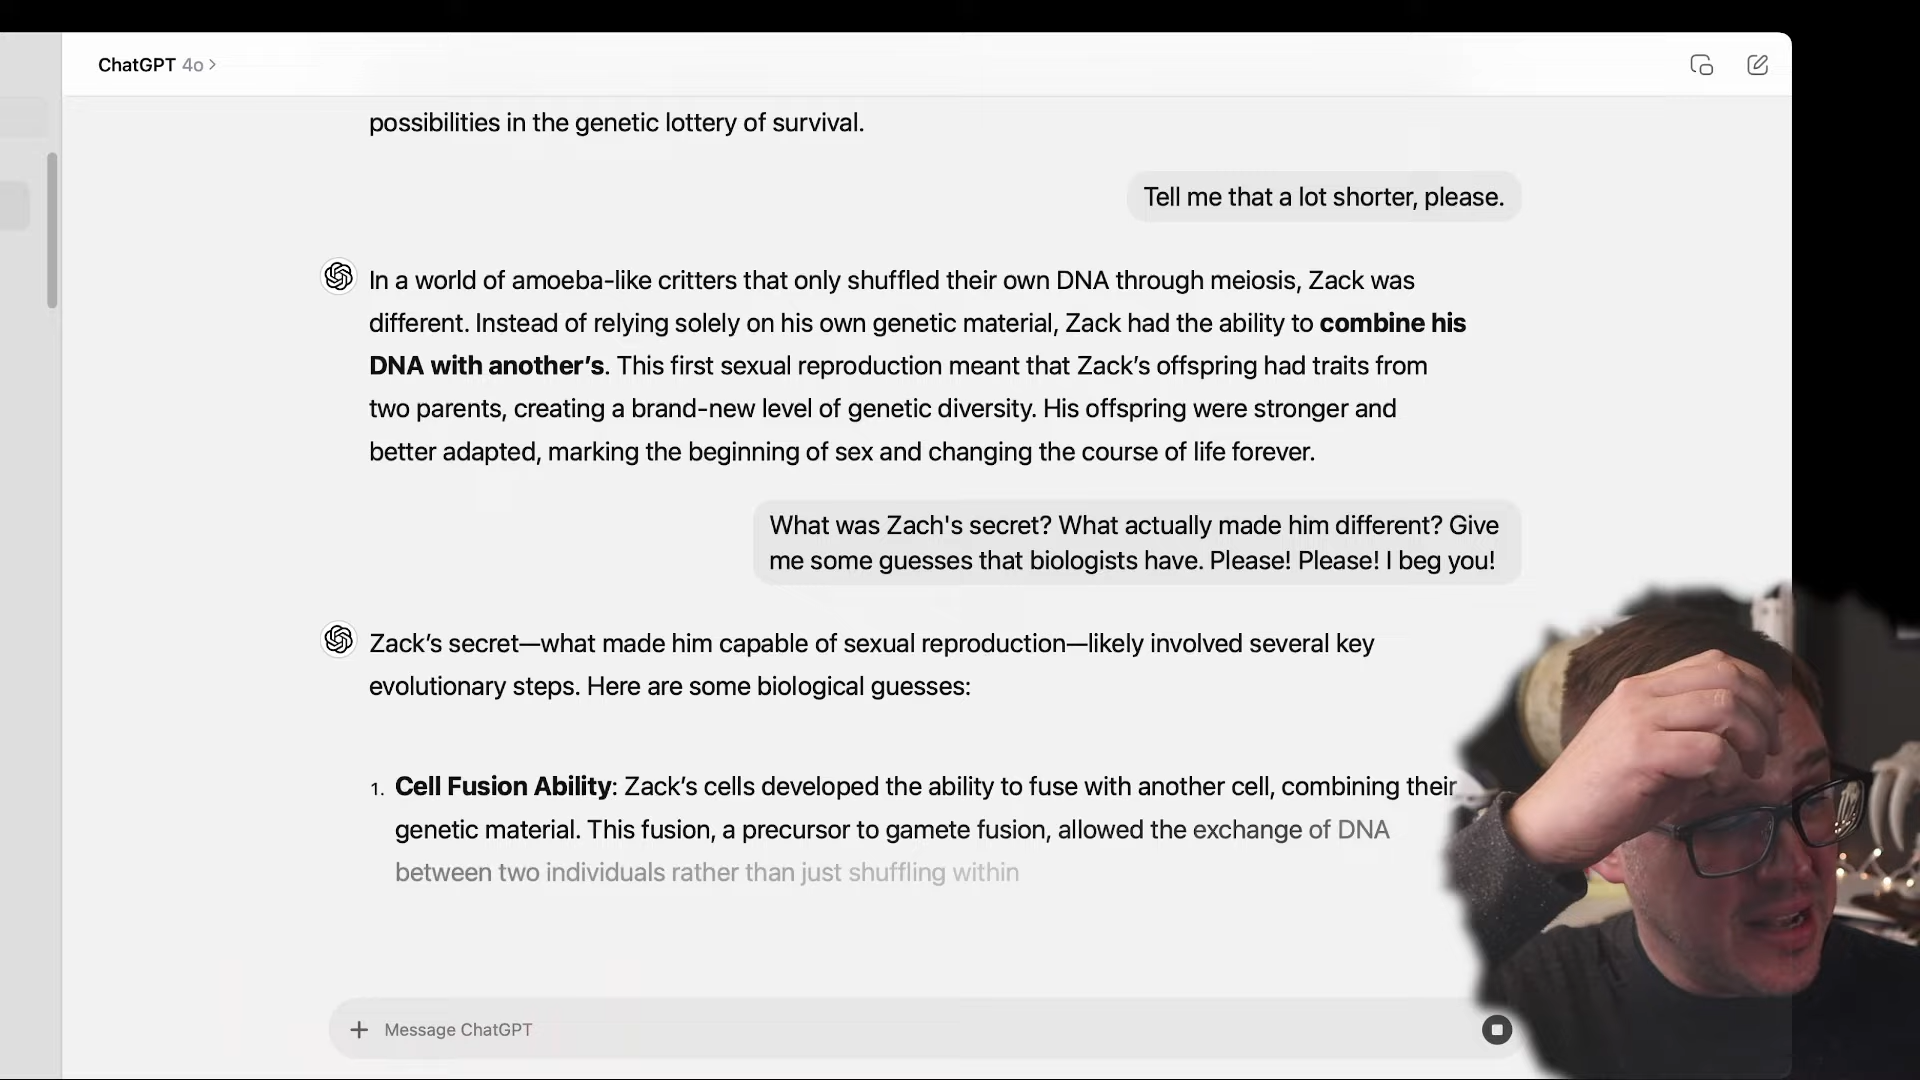 ChatGPT 4o >
possibilities in the genetic lottery of survival.
Tell me that a lot shorter, please.
In a world of amoeba-like critters that only shuffled their own DNA through meiosis, Zack was
different. Instead of relying solely on his own genetic material, Zack had the ability to combine his
DNA with another’s. This first sexual reproduction meant that Zack’s offspring had traits from
two parents, creating a brand-new level of genetic diversity. His offspring were stronger and
better adapted, marking the beginning of sex and changing the course of life forever.
What was Zach's secret? What actually made him different? Give
me some guesses that biologists have. Please! Please! I beg you!
Zack’s secret—what made him capable of sexual reproduction—likely involved several key
evolutionary steps. Here are some biological guesses:
1. Cell Fusion Ability: Zack’s cells developed the ability to fuse with another cell, combining their
genetic material. This fusion, a precursor to gamete fusion, allowed the exchange of DNA
between two individuals rather than just shuffling within
Message ChatGPT